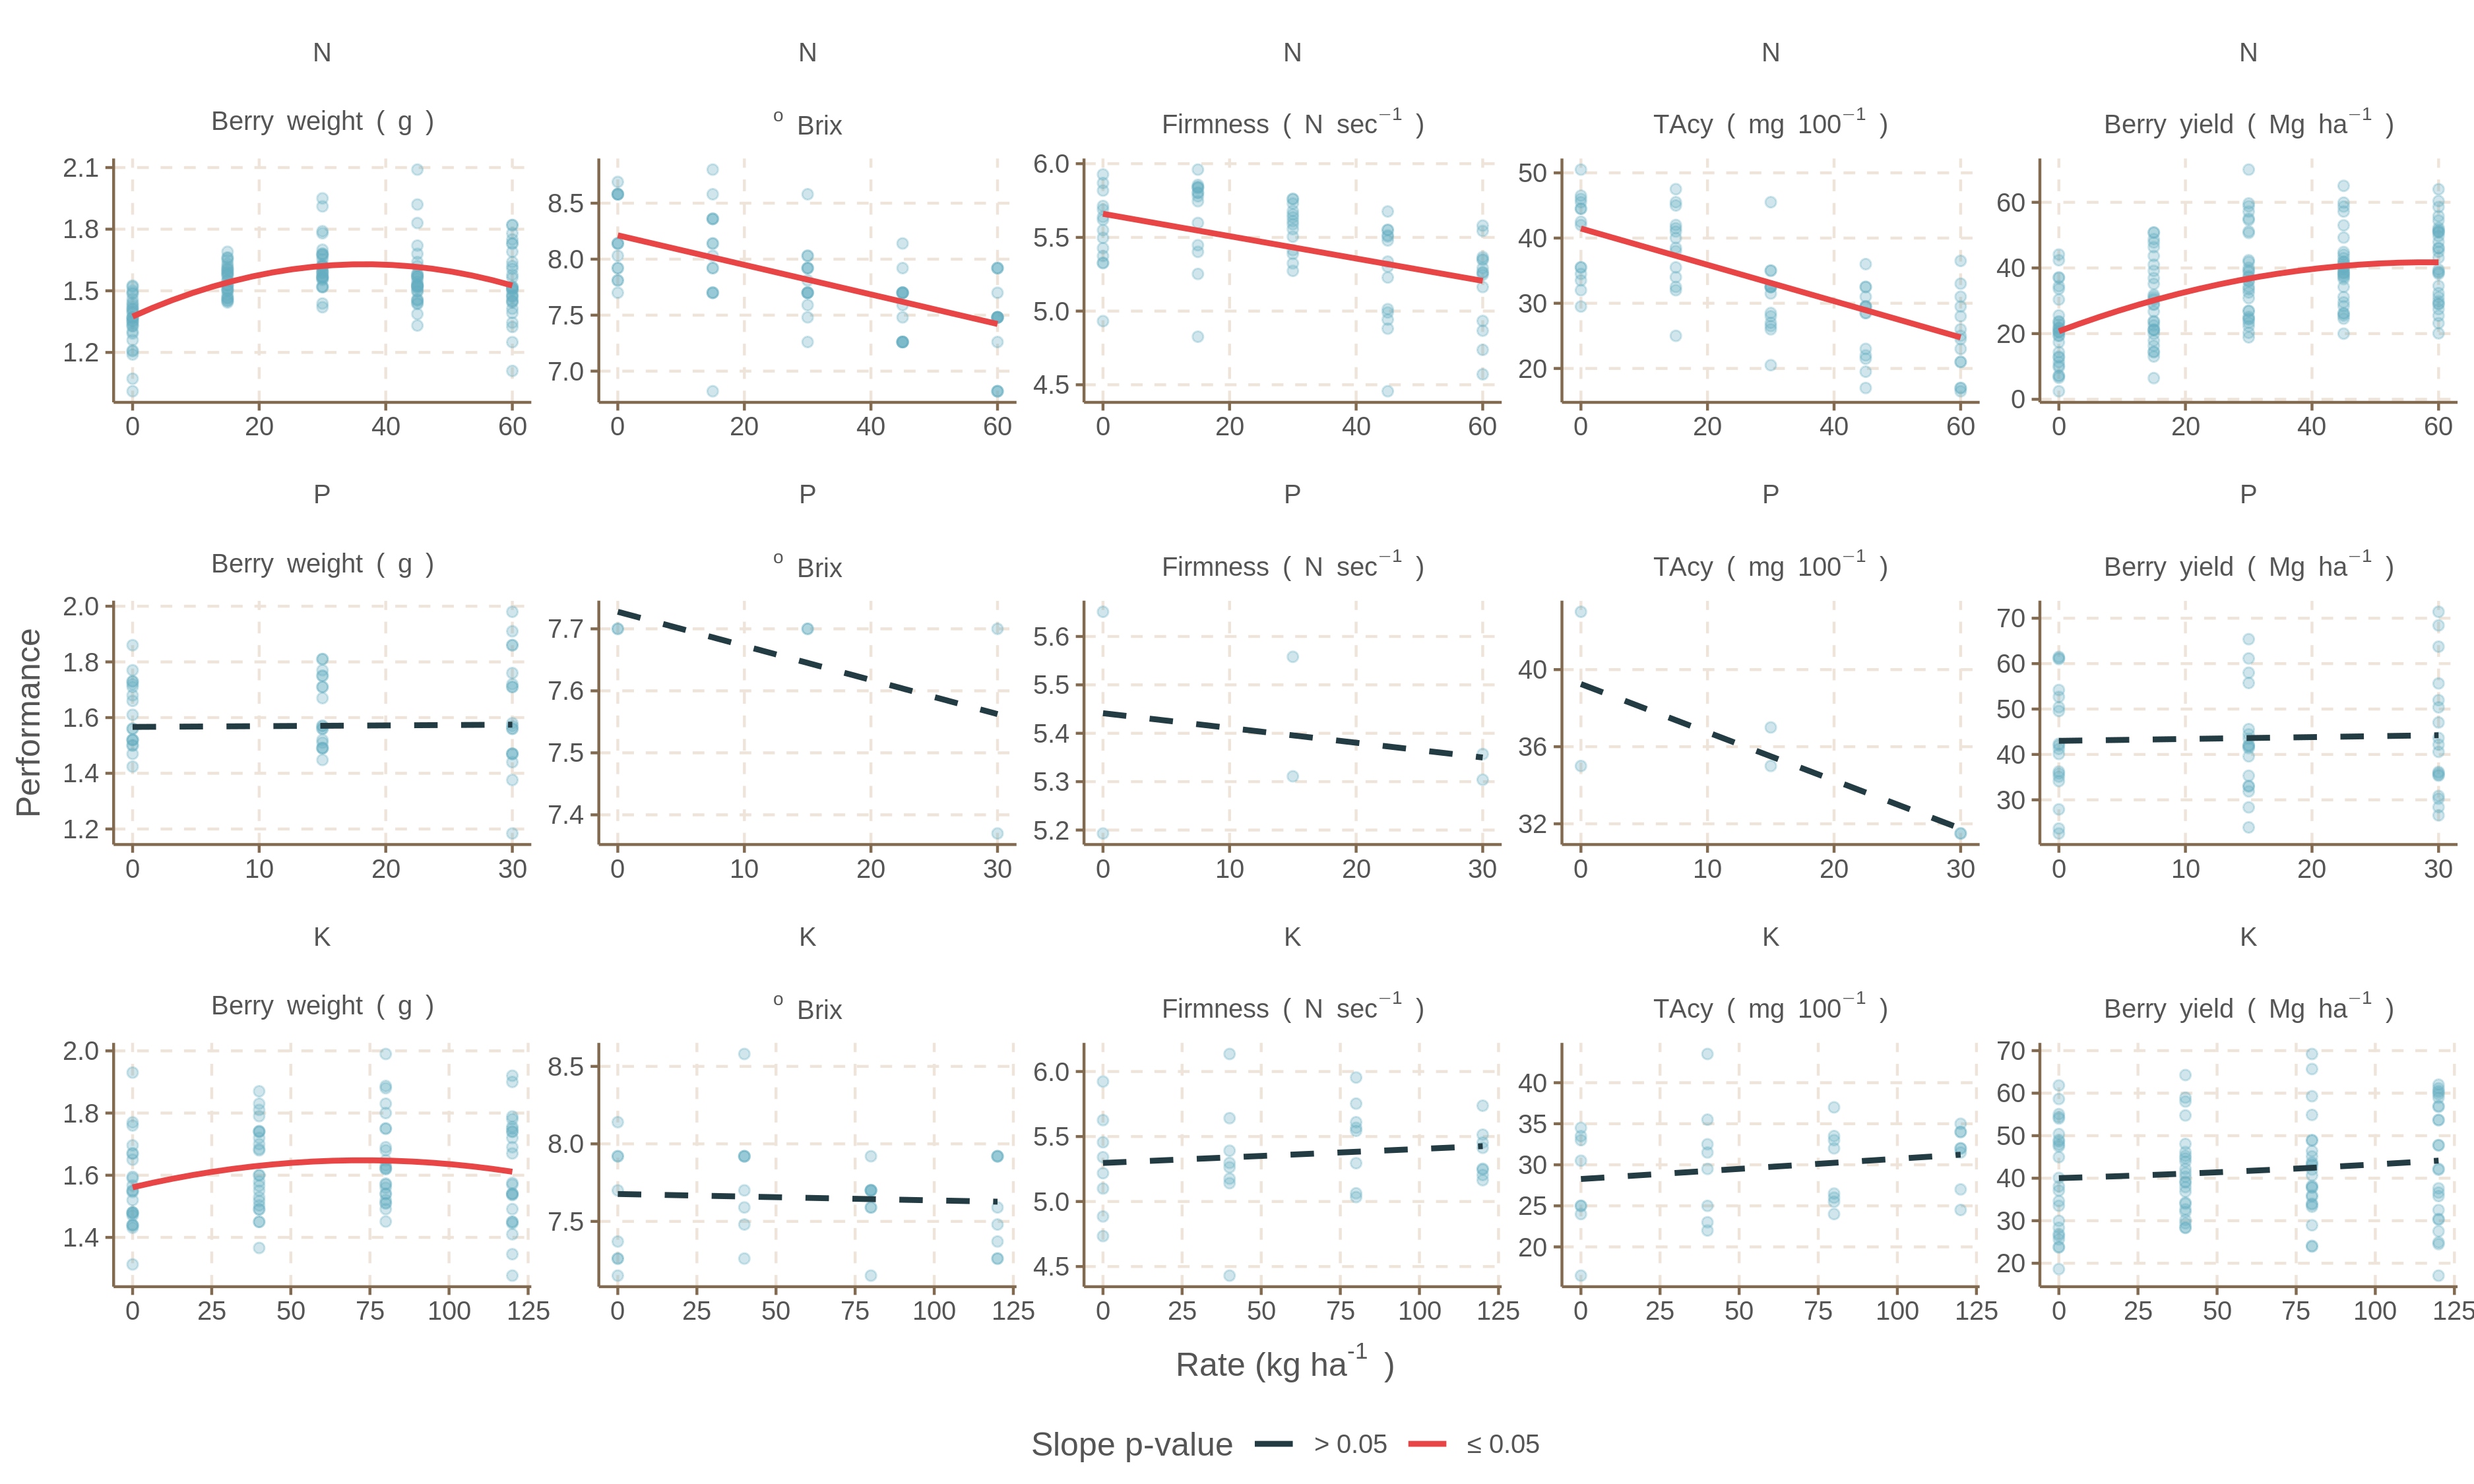 N N N N N
Berry weight ( g ) o Brix Firmness ( N sec−1 ) TAcy ( mg 100−1 ) Berry yield ( Mg ha−1 )
2.1 1.8 1.5 1.2
8.5 8.0 7.5 7.0
6.0 5.5 5.0 4.5
50 40 30 20
60 40 20 0
0 20 40 60 0 20 40 60 0 20 40 60 0 20 40 60 0 20 40 60
P P P P P
Berry weight ( g ) o Brix Firmness ( N sec−1 ) TAcy ( mg 100−1 ) Berry yield ( Mg ha−1 )
Performance
2.0 1.8 1.6 1.4 1.2
7.7 7.6 7.5 7.4
5.6 5.5 5.4 5.3 5.2
40 36 32
70 60 50 40 30
0 10 20 30 0 10 20 30 0 10 20 30 0 10 20 30 0 10 20 30
K K K K K
Berry weight ( g ) o Brix Firmness ( N sec−1 ) TAcy ( mg 100−1 ) Berry yield ( Mg ha−1 )
2.0 1.8 1.6 1.4
8.5 8.0 7.5
6.0 5.5 5.0 4.5
40 35 30 25 20
70 60 50 40 30 20
0 25 50 75 100 125 0 25 50 75 100 125 0 25 50 75 100 125 0 25 50 75 100 125 0 25 50 75 100 125
Rate (kg ha-1 )
Slope p-value > 0.05 ≤ 0.05